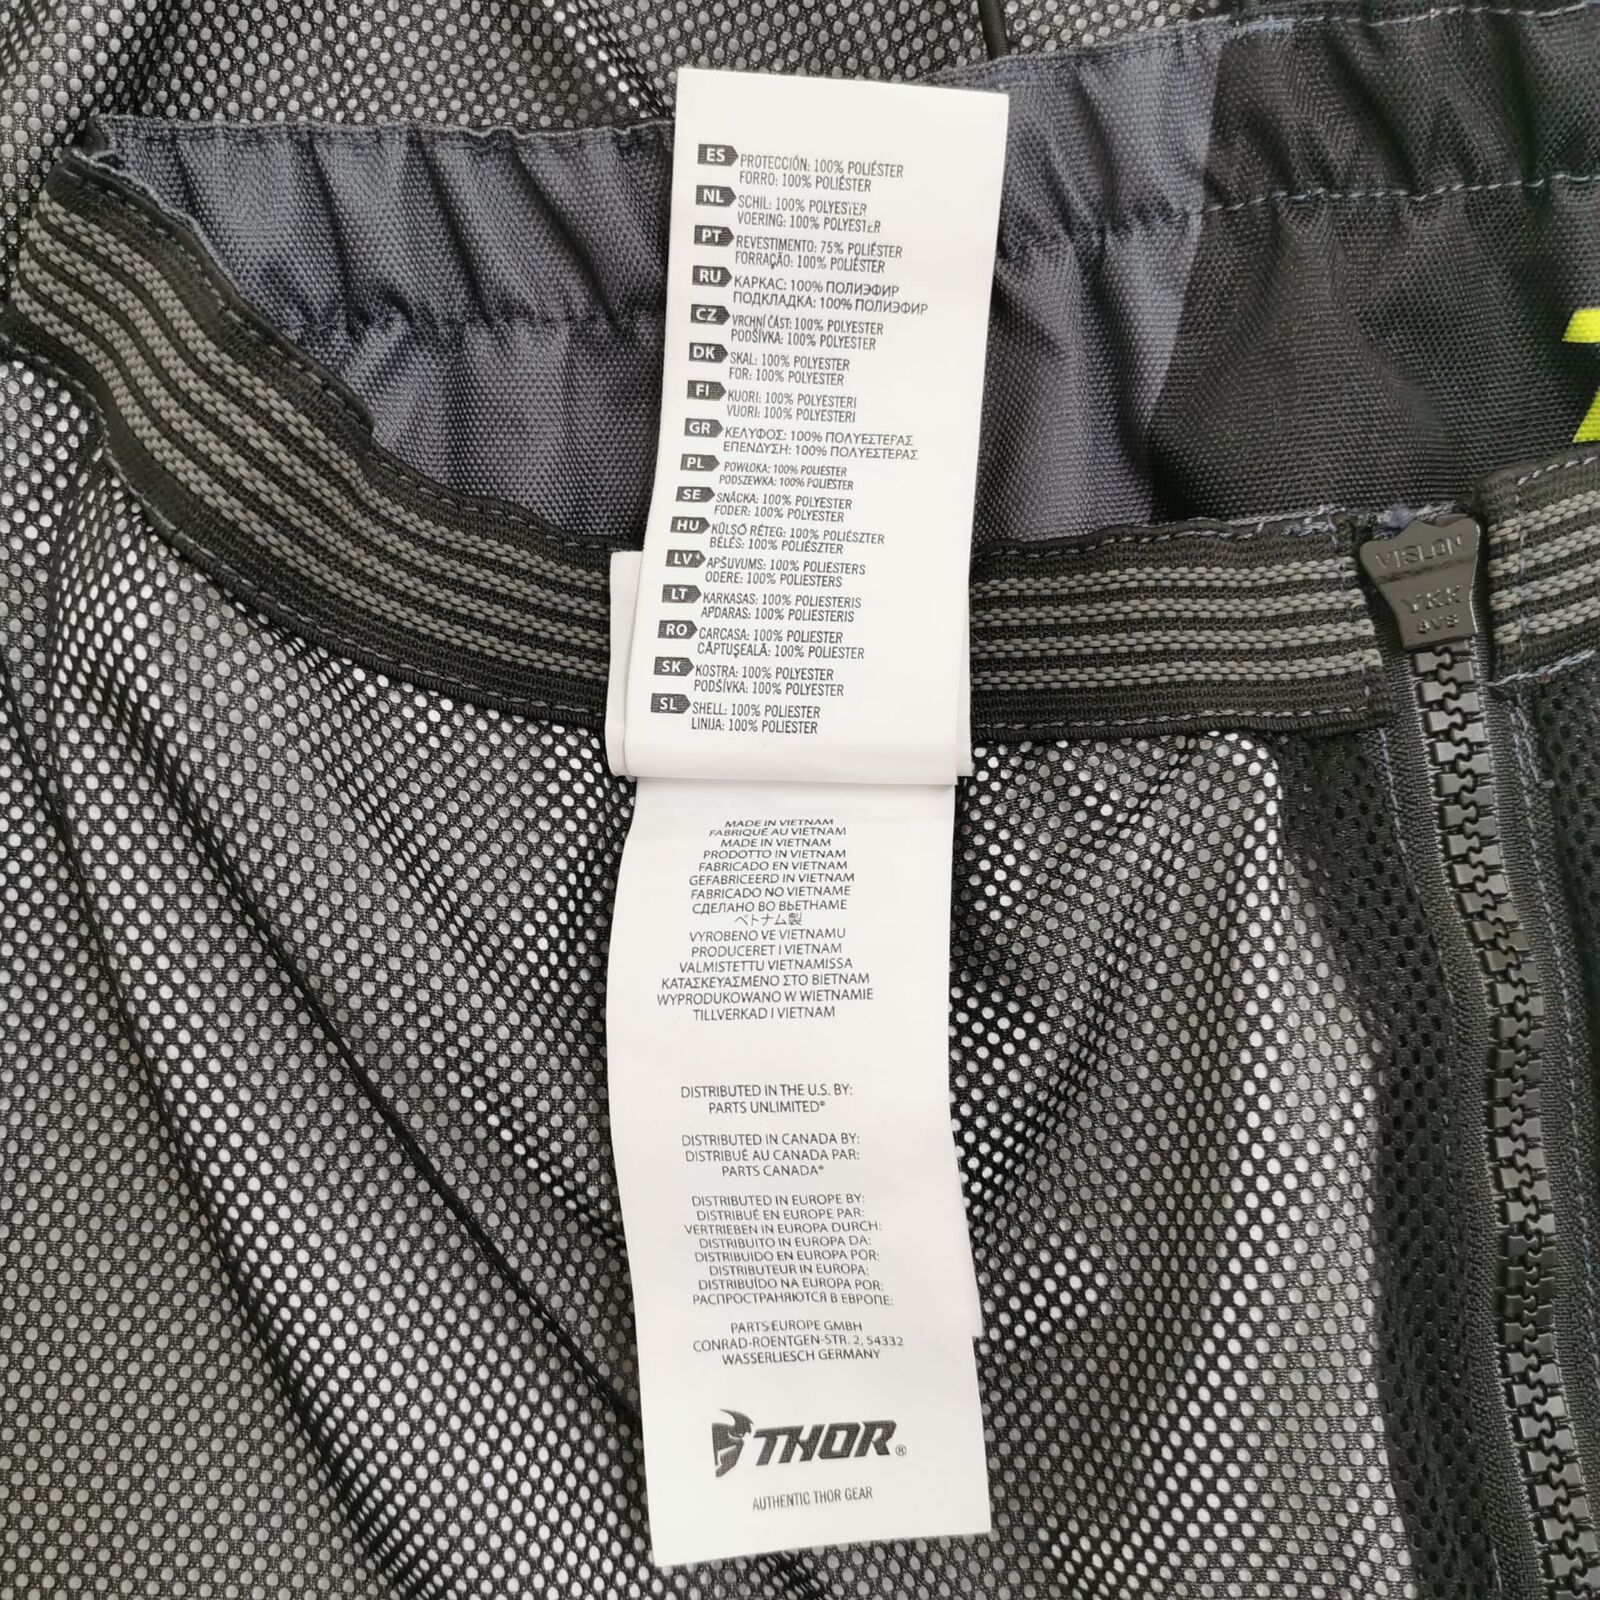 ES PROTECCIÓN: 100% POLIÉSTER
FORRO: 100% POLIÉSTER
NL SCHIL: 100% POLYESTER
VOERING: 100% POLYESTER
PT REVESTIMENTO: 75% POLIÉSTER
FORRAÇÃO: 100% POLIÉSTER
RU КАРКАС: 100% ПОЛИЭФИР
ПОДКЛАДКА: 100% ПОЛИЭФИР
CZ VRCHNÍ ČÁST: 100% POLYESTER
PODŠÍVKA: 100% POLYESTER
DK SKAL: 100% POLYESTER
FOR: 100% POLYESTER
FI KUORI: 100% POLYESTERI
VUORI: 100% POLYESTERI
GR ΚΕΛΥΦΟΣ: 100% ΠΟΛΥΕΣΤΕΡΑΣ
ΕΠΕΝΔΥΣΗ: 100% ΠΟΛΥΕΣΤΕΡΑΣ
PL POWŁOKA: 100% POLIESTER
PODSZEWKA: 100% POLIESTER
SE SNÄCKA: 100% POLYESTER
FODER: 100% POLYESTER
HU KÜLSŐ RÉTEG: 100% POLIÉSZTER
BÉLÉS: 100% POLIÉSZTER
LV APŠUVUMS: 100% POLIESTERS
ODERE: 100% POLIESTERS
LT KARKASAS: 100% POLIESTERIS
APDARAS: 100% POLIESTERIS
RO CARCASA: 100% POLIESTER
CĂPTUŞEALĂ: 100% POLIESTER
SK KOSTRA: 100% POLYESTER
PODŠÍVKA: 100% POLYESTER
SL SHELL: 100% POLIESTER
LINIJA: 100% POLIESTER
VISLON
YKK
8VS
MADE IN VIETNAM
FABRIQUÉ AU VIETNAM
MADE IN VIETNAM
PRODOTTO IN VIETNAM
FABRICADO EN VIETNAM
GEFABRICEERD IN VIETNAM
FABRICADO NO VIETNAME
СДЕЛАНО ВО ВЬЕТНАМЕ
ベトナム製
VYROBENO VE VIETNAMU
PRODUCERET I VIETNAM
VALMISTETTU VIETNAMISSA
ΚΑΤΑΣΚΕΥΑΣΜΕΝΟ ΣΤΟ ΒΙΕΤΝΑΜ
WYPRODUKOWANO W WIETNAMIE
TILLVERKAD I VIETNAM
DISTRIBUTED IN THE U.S. BY:
PARTS UNLIMITED®
DISTRIBUTED IN CANADA BY:
DISTRIBUÉ AU CANADA PAR:
PARTS CANADA®
DISTRIBUTED IN EUROPE BY:
DISTRIBUÉ EN EUROPE PAR:
VERTRIEBEN IN EUROPA DURCH:
DISTRIBUITO IN EUROPA DA:
DISTRIBUIDO EN EUROPA POR:
DISTRIBUTEUR IN EUROPA:
DISTRIBUÍDO NA EUROPA POR:
РАСПРОСТРАНЯЮТСЯ В ЕВРОПЕ:
PARTS EUROPE GMBH
CONRAD-ROENTGEN-STR. 2, 54332
WASSERLIESCH GERMANY
THOR®
AUTHENTIC THOR GEAR